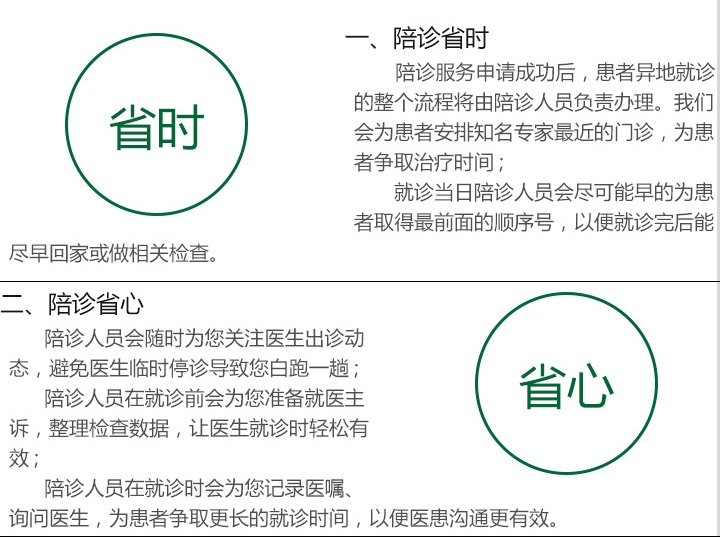 省时
一、陪诊省时
陪诊服务申请成功后，患者异地就诊
的整个流程将由陪诊人员负责办理。我们
会为患者安排知名专家最近的门诊，为患
者争取治疗时间；
就诊当日陪诊人员会尽可能早的为患
者取得最前面的顺序号，以便就诊完后能
尽早回家或做相关检查。
二、陪诊省心
陪诊人员会随时为您关注医生出诊动
态，避免医生临时停诊导致您白跑一趟；
陪诊人员在就诊前会为您准备就医主
诉，整理检查数据，让医生就诊时轻松有
效；
陪诊人员在就诊时会为您记录医嘱、
询问医生，为患者争取更长的就诊时间，以便医患沟通更有效。
省心